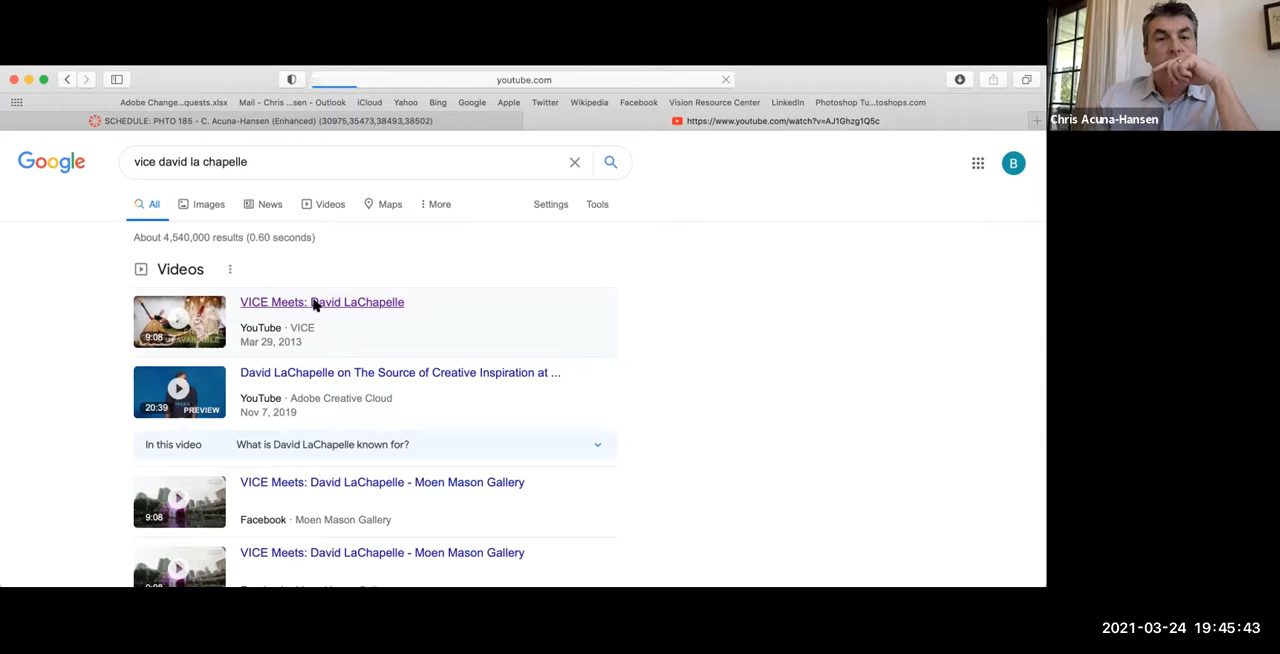 youtube.com
Adobe Change...quests.xlsx Mail - Chris ...sen - Outlook iCloud Yahoo Bing Google Apple Twitter Wikipedia Facebook Vision Resource Center LinkedIn Photoshop Tu...toshops.com
SCHEDULE: PHTO 185 - C. Acuna-Hansen (Enhanced) (30975,35473,38493,38502) https://www.youtube.com/watch?v=AJ1Ghzg1Q5c
Chris Acuna-Hansen
Google vice david la chapelle B
All Images News Videos Maps More Settings Tools
About 4,540,000 results (0.60 seconds)
Videos
VICE Meets: David LaChapelle
YouTube · VICE
9:08
Mar 29, 2013
David LaChapelle on The Source of Creative Inspiration at ...
YouTube · Adobe Creative Cloud
20:39 PREVIEW
Nov 7, 2019
In this video What is David LaChapelle known for?
VICE Meets: David LaChapelle - Moen Mason Gallery
9:08
Facebook · Moen Mason Gallery
VICE Meets: David LaChapelle - Moen Mason Gallery
2021-03-24 19:45:43